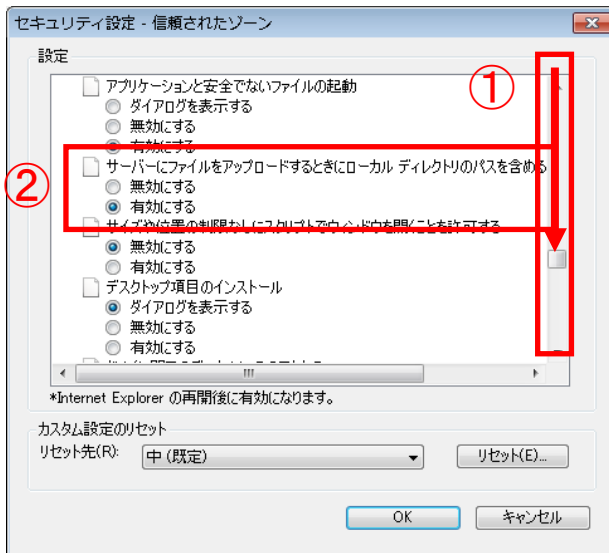 セキュリティ設定 - 信頼されたゾーン
設定
①
アプリケーションと安全でないファイルの起動
ダイアログを表示する
無効にする
有効にする
②
サーバーにファイルをアップロードするときにローカル ディレクトリのパスを含める
無効にする
有効にする
サイズや位置の制限なしにスクリプトでウィンドウを開くことを許可する
無効にする
有効にする
デスクトップ項目のインストール
ダイアログを表示する
無効にする
有効にする
*Internet Explorer の再開後に有効になります。
カスタム設定のリセット
リセット先(R):
中 (既定)
リセット(E)...
OK
キャンセル